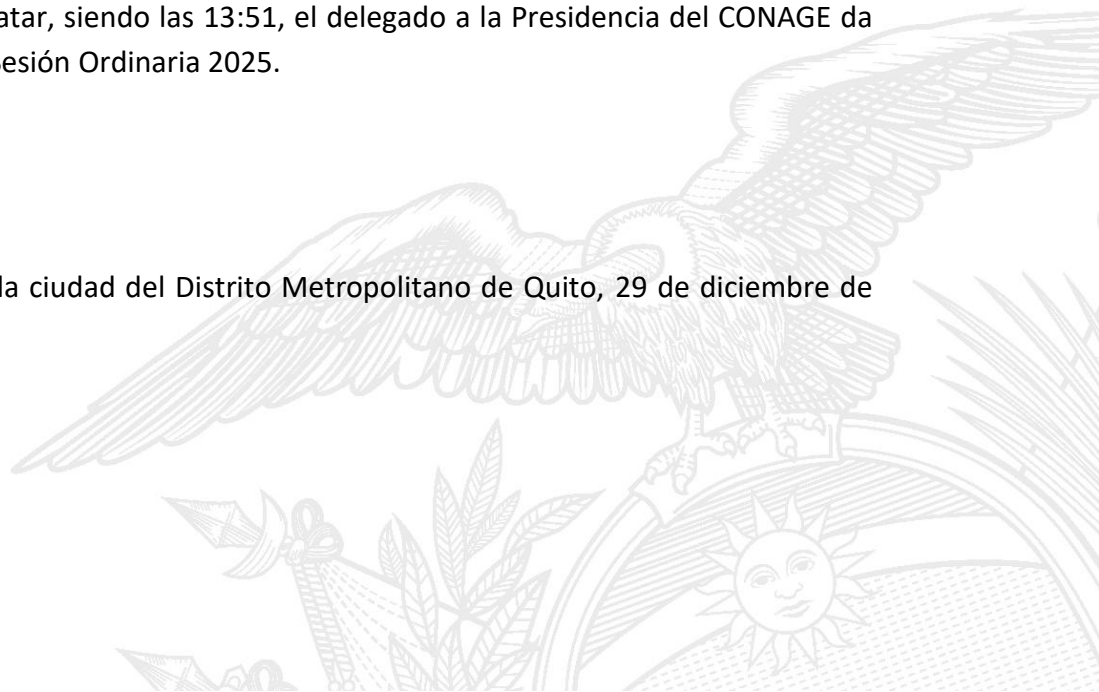 atar, siendo las 13:51, el delegado a la Presidencia del CONAGE da
Sesión Ordinaria 2025.
la ciudad del Distrito Metropolitano de Quito, 29 de diciembre de